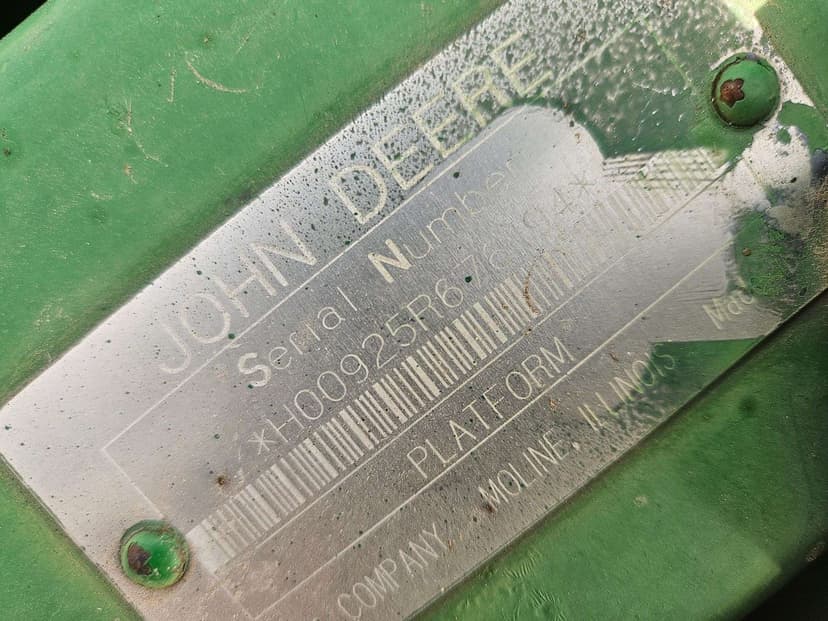 JOHN DEERE
Serial Number
PLATFORM
COMPANY, MOLINE, ILLINOIS